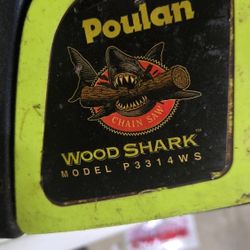 Poulan
CHAIN SAW
WOOD SHARK™
MODEL P3314WS